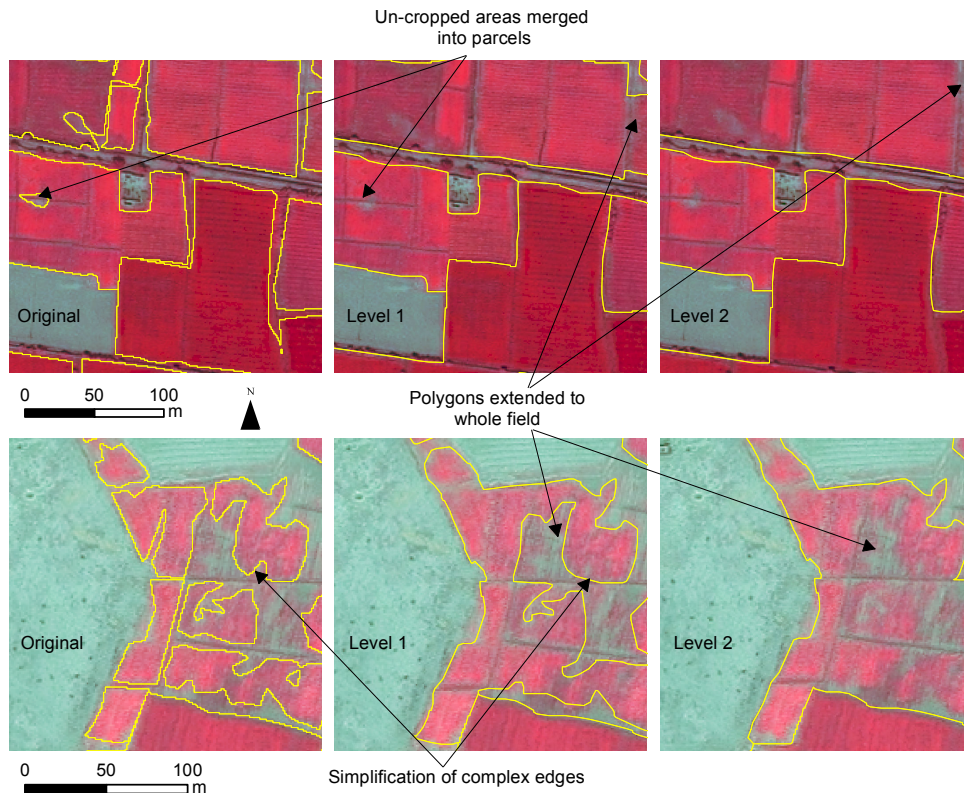 Un-cropped areas merged
into parcels
Original
Level 1
Level 2
0 50 100
m
N
Polygons extended to
whole field
Original
Level 1
Level 2
0 50 100
m
Simplification of complex edges